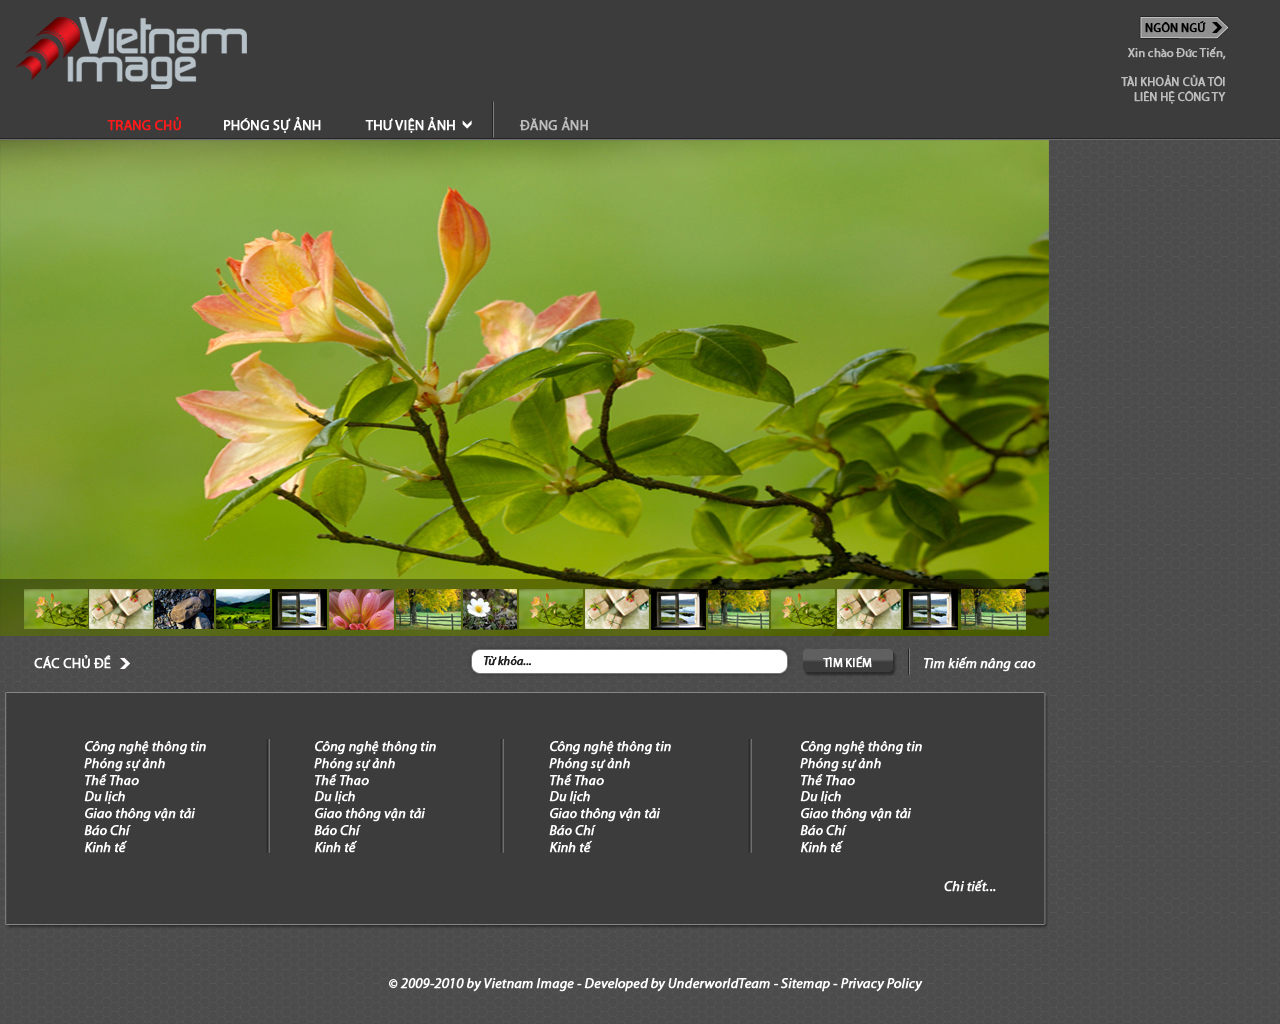 Vietnam
image
NGÔN NGỮ
Xin chào Đức Tiến,
TÀI KHOẢN CỦA TÔI
LIÊN HỆ CÔNG TY
TRANG CHỦ PHÓNG SỰ ẢNH THƯ VIỆN ẢNH ĐĂNG ẢNH
CÁC CHỦ ĐỀ Từ khóa... TÌM KIẾM Tìm kiếm nâng cao
Công nghệ thông tin
Phóng sự ảnh
Thể Thao
Du lịch
Giao thông vận tải
Báo Chí
Kinh tế
Công nghệ thông tin
Phóng sự ảnh
Thể Thao
Du lịch
Giao thông vận tải
Báo Chí
Kinh tế
Công nghệ thông tin
Phóng sự ảnh
Thể Thao
Du lịch
Giao thông vận tải
Báo Chí
Kinh tế
Công nghệ thông tin
Phóng sự ảnh
Thể Thao
Du lịch
Giao thông vận tải
Báo Chí
Kinh tế
Chi tiết...
© 2009-2010 by Vietnam Image - Developed by UnderworldTeam - Sitemap - Privacy Policy